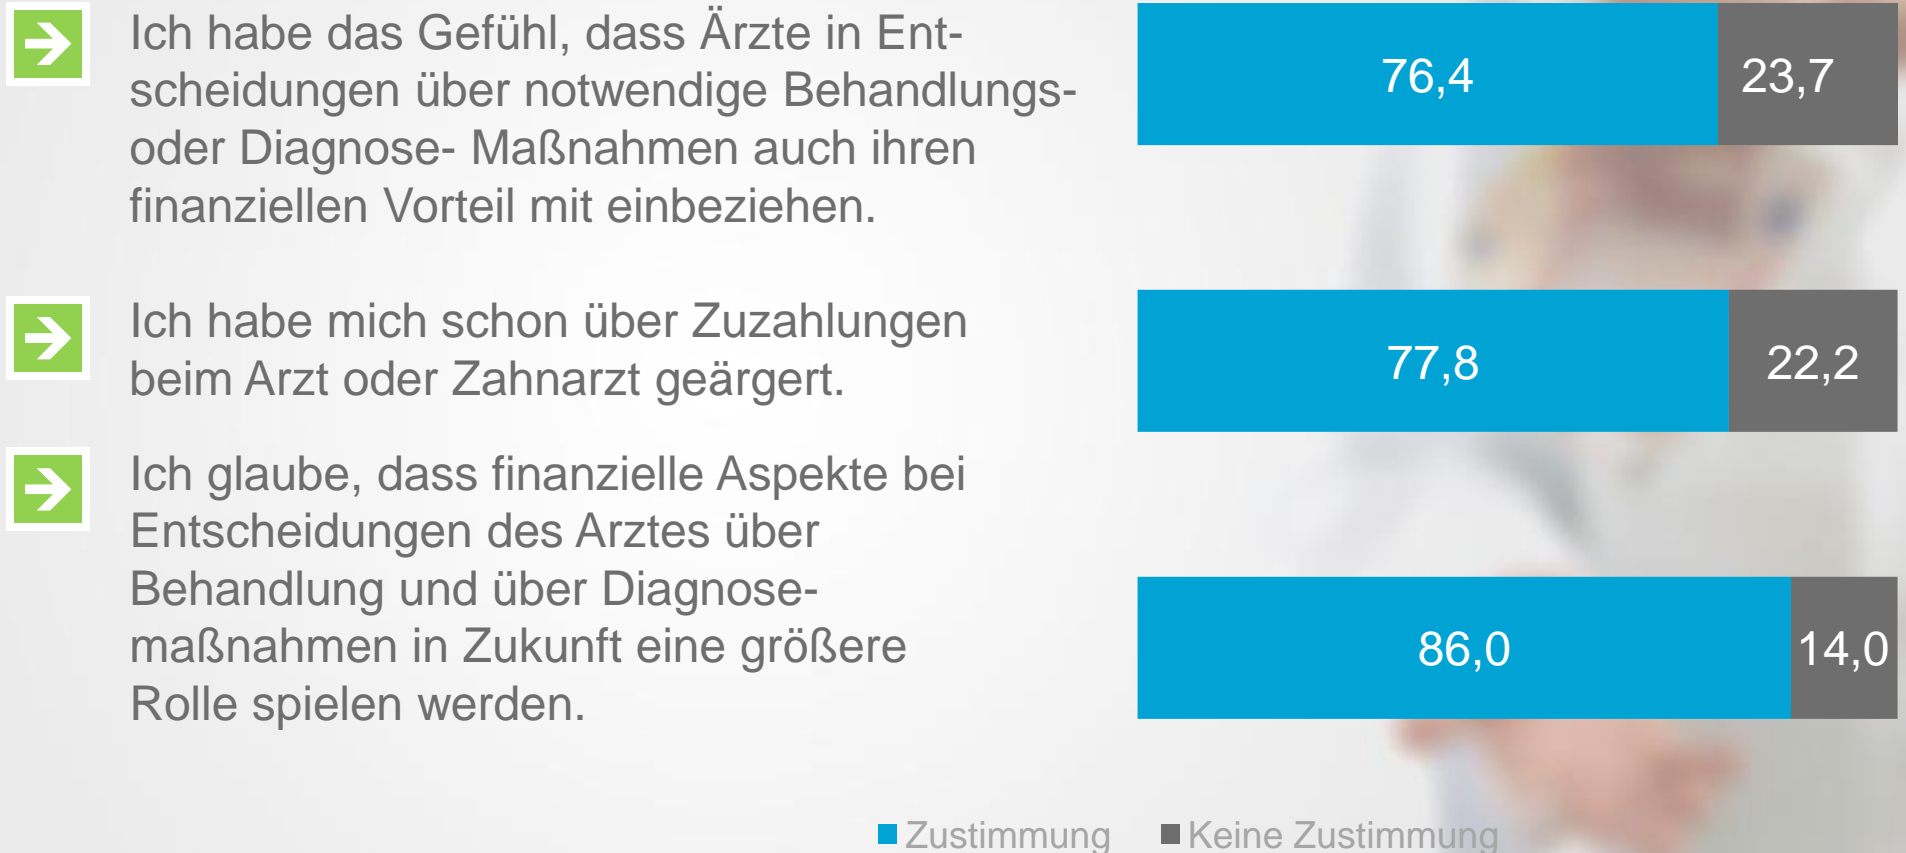 Ich habe das Gefühl, dass Ärzte in Ent-
scheidungen über notwendige Behandlungs-
oder Diagnose- Maßnahmen auch ihren
finanziellen Vorteil mit einbeziehen.
76,4 23,7
Ich habe mich schon über Zuzahlungen
beim Arzt oder Zahnarzt geärgert.
77,8 22,2
Ich glaube, dass finanzielle Aspekte bei
Entscheidungen des Arztes über
Behandlung und über Diagnose-
maßnahmen in Zukunft eine größere
Rolle spielen werden.
86,0 14,0
Zustimmung Keine Zustimmung